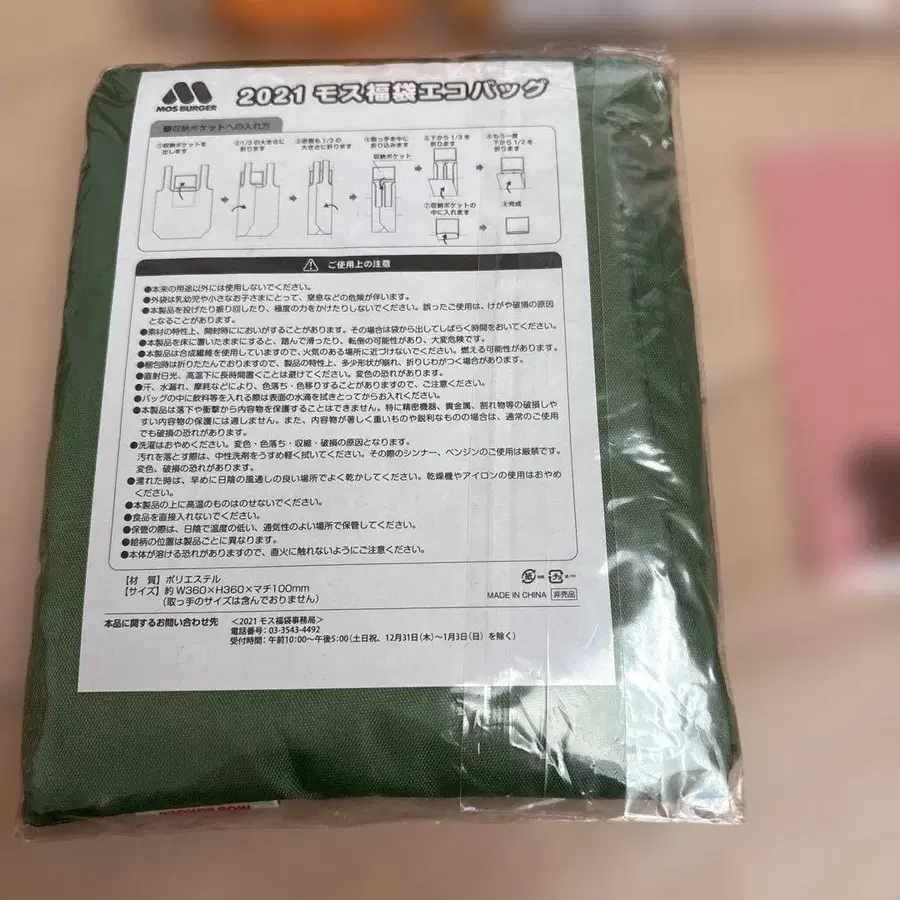 MOS BURGER
2021 モス福袋エコバッグ
収納ポケットへの入れ方
①収納ポケットを
出します
②1/3の大きさに
折ります
③逆側も1/3の
大きさに折ります
④取っ手を中に
折り込みます
収納ポケット
⑤下から1/3を
折ります
⑥もう一度
下から1/2を
折ります
⑦収納ポケットの
中に入れます
⑧完成
ご使用上の注意
●本来の用途以外には使用しないでください。
●外袋は乳幼児や小さなお子さまにとって、窒息などの危険が伴います。
●本製品を投げたり振り回したり、極度の力をかけたりしないでください。誤ったご使用は、けがや破損の原因
となることがあります。
●素材の特性上、開封時ににおいがすることがあります。その場合は袋から出してしばらく時間をおいてください。
●本製品を床に置いたままにすると、踏んで滑ったり、転倒の可能性があり、大変危険です。
●本製品は合成繊維を使用していますので、火気のある場所に近づけないでください。燃える可能性があります。
●梱包時は折りたたんでおりますので、製品の特性上、多少形状が崩れ、折りじわがつく場合があります。
●直射日光、高温下に長時間置くことは避けてください。変色の恐れがあります。
●汗、水漏れ、摩耗などにより、色落ち・色移りすることがありますので、ご注意ください。
●バッグの中に飲料等を入れる際は表面の水滴を拭きとってからお入れください。
●本製品は落下や衝撃から内容物を保護することはできません。特に精密機器、貴金属、割れ物等の破損しや
すい内容物の保護には適しません。また、内容物が著しく重いものや鋭利なものの場合は、通常のご使用
でも破損の恐れがあります。
●洗濯はおやめください。変色・色落ち・収縮・破損の原因となります。
汚れを落とす際は、中性洗剤をうすめ軽く拭いてください。その際のシンナー、ベンジンのご使用は厳禁です。
変色、破損の恐れがあります。
●濡れた時は、早めに日陰の風通しの良い場所でよく乾かしてください。乾燥機やアイロンの使用はおやめ
ください。
●本製品の上に高温のものはのせないでください。
●食品を直接入れないでください。
●保管の際は、日陰で温度の低い、通気性のよい場所で保管してください。
●絵柄の位置は製品ごとに異なります。
●本体が溶ける恐れがありますので、直火に触れないようにご注意ください。
【材 質】ポリエステル
【サイズ】約 W360×H360×マチ100mm
(取っ手のサイズは含んでおりません)
紙
プラ
MADE IN CHINA 非売品
本品に関するお問い合わせ先
<2021 モス福袋事務局>
電話番号: 03-3543-4492
受付時間: 午前10:00~午後5:00(土日祝、12月31日(木)~1月3日(日)を除く)
MOS BURGER